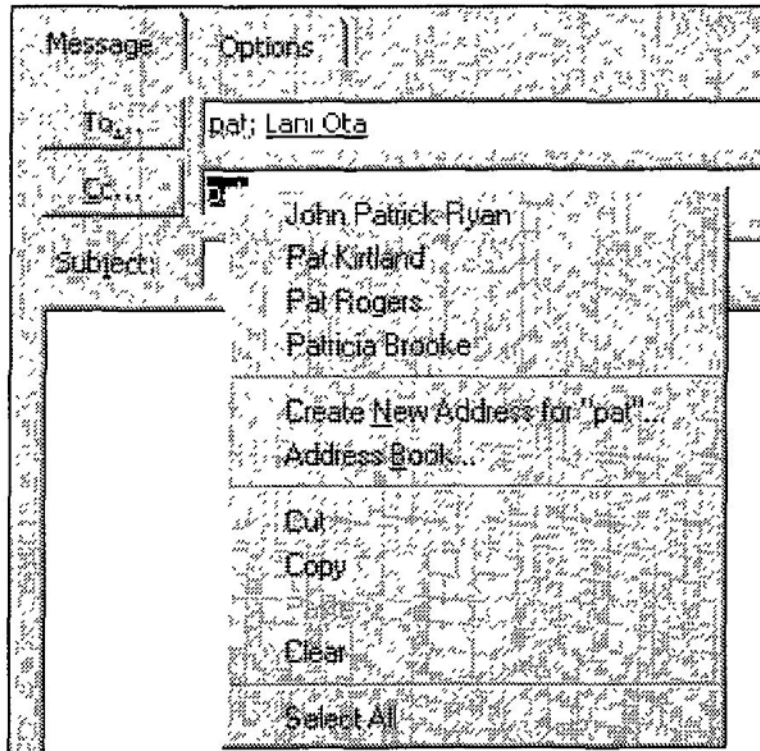 Message Options
To... pat; Lani Ota
Cc...
Subject:
John Patrick Ryan
Pat Kirtland
Pat Rogers
Patricia Brooke
Create New Address for "pat"...
Address Book...
Cut
Copy
Clear
Select All